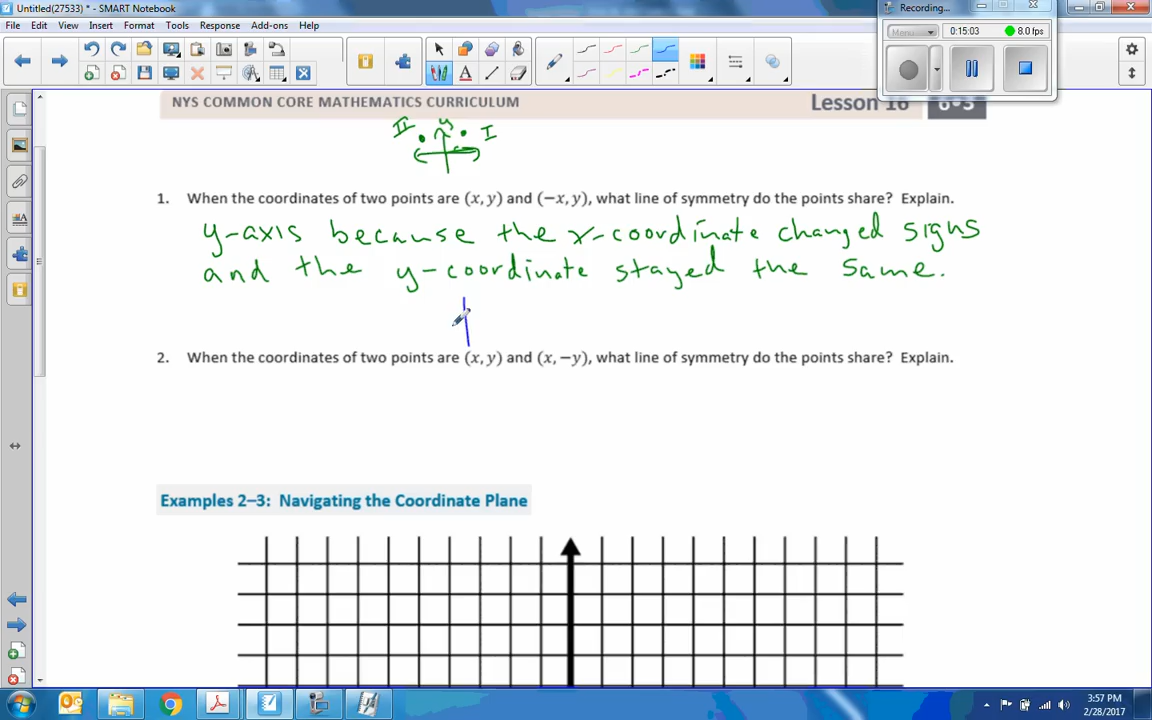 Untitled(27533) * - SMART Notebook
Recording...
File Edit View Insert Format Tools Response Add-ons Help
Menu 0:15:03 8.0 fps
NYS COMMON CORE MATHEMATICS CURRICULUM Lesson 16 6•3
II y I
1. When the coordinates of two points are (x, y) and (−x, y), what line of symmetry do the points share? Explain.
y-axis because the x-coordinate changed signs
and the y-coordinate stayed the same.
2. When the coordinates of two points are (x, y) and (x, −y), what line of symmetry do the points share? Explain.
Examples 2–3: Navigating the Coordinate Plane
3:57 PM
2/28/2017